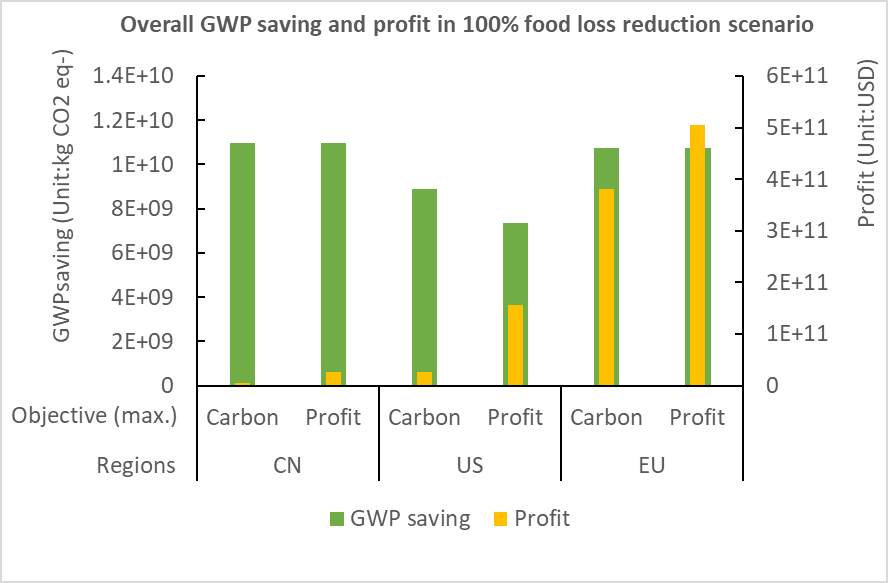 Overall GWP saving and profit in 100% food loss reduction scenario
GWPsaving (Unit:kg CO2 eq-)
1.4E+10
1.2E+10
1E+10
8E+09
6E+09
4E+09
2E+09
0
6E+11
5E+11
4E+11
3E+11
2E+11
1E+11
0
Profit (Unit:USD)
Objective (max.) Carbon Profit Carbon Profit Carbon Profit
Regions CN US EU
GWP saving Profit